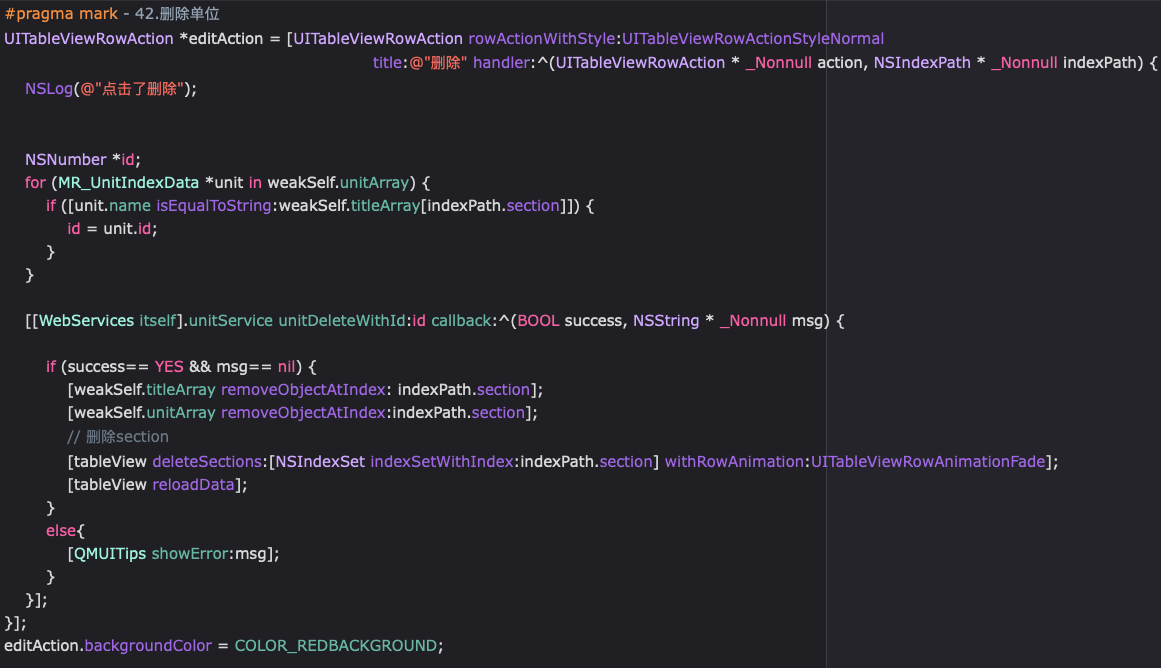 #pragma mark - 42.删除单位
UITableViewRowAction *editAction = [UITableViewRowAction rowActionWithStyle:UITableViewRowActionStyleNormal
title:@"删除" handler:^(UITableViewRowAction * _Nonnull action, NSIndexPath * _Nonnull indexPath) {
NSLog(@"点击了删除");
NSNumber *id;
for (MR_UnitIndexData *unit in weakSelf.unitArray) {
if ([unit.name isEqualToString:weakSelf.titleArray[indexPath.section]]) {
id = unit.id;
}
}
[[WebServices itself].unitService unitDeleteWithId:id callback:^(BOOL success, NSString * _Nonnull msg) {
if (success== YES && msg== nil) {
[weakSelf.titleArray removeObjectAtIndex: indexPath.section];
[weakSelf.unitArray removeObjectAtIndex:indexPath.section];
// 删除section
[tableView deleteSections:[NSIndexSet indexSetWithIndex:indexPath.section] withRowAnimation:UITableViewRowAnimationFade];
[tableView reloadData];
}
else{
[QMUITips showError:msg];
}
}];
}];
editAction.backgroundColor = COLOR_REDBACKGROUND;